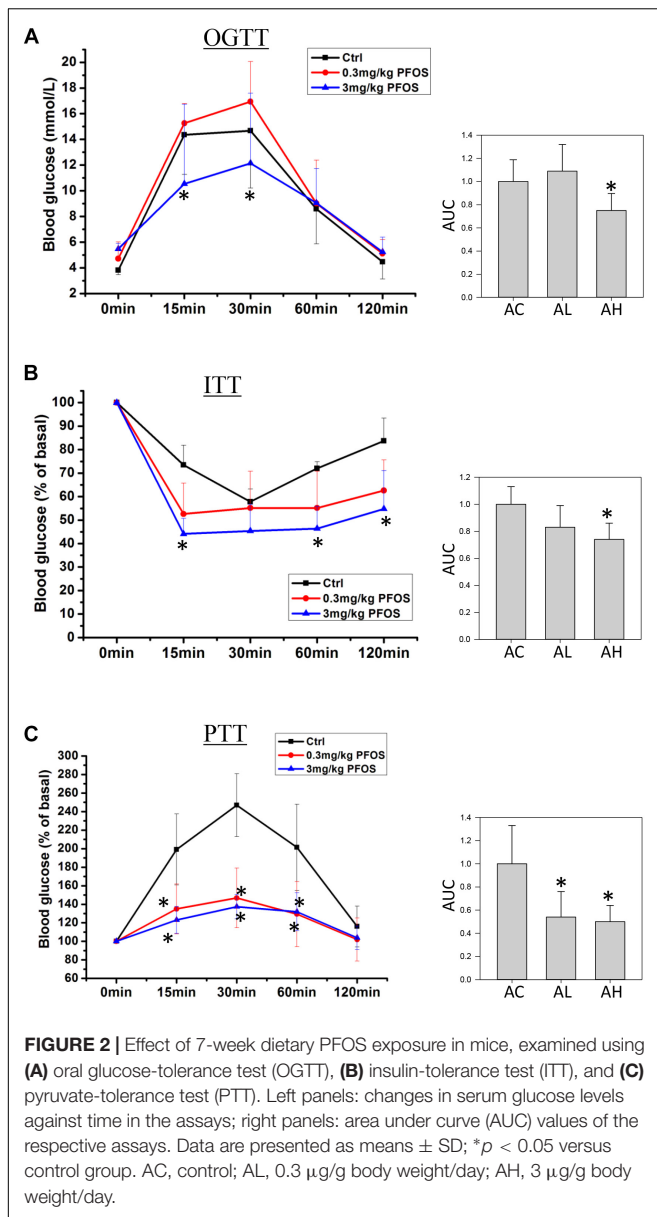 A
OGTT
Ctrl
0.3mg/kg PFOS
3mg/kg PFOS
Blood glucose (mmol/L)
20
18
16
14
12
10
8
6
4
2
* *
0min 15min 30min 60min 120min
AUC
1.4
1.2
1.0
0.8
0.6
0.4
0.2
0.0
*
AC AL AH
B
ITT
Blood glucose (% of basal)
110
100
90
80
70
60
50
40
30
20
10
0
* * *
Ctrl
0.3mg/kg PFOS
3mg/kg PFOS
0min 15min 30min 60min 120min
AUC
1.2
1.0
0.8
0.6
0.4
0.2
0.0
*
AC AL AH
C
PTT
Ctrl
0.3mg/kg PFOS
3mg/kg PFOS
Blood glucose (% of basal)
300
280
260
240
220
200
180
160
140
120
100
80
60
* * *
* * *
0min 15min 30min 60min 120min
AUC
1.4
1.2
1.0
0.8
0.6
0.4
0.2
0.0
* *
AC AL AH
FIGURE 2 | Effect of 7-week dietary PFOS exposure in mice, examined using
(A) oral glucose-tolerance test (OGTT), (B) insulin-tolerance test (ITT), and (C)
pyruvate-tolerance test (PTT). Left panels: changes in serum glucose levels
against time in the assays; right panels: area under curve (AUC) values of the
respective assays. Data are presented as means ± SD; *p < 0.05 versus
control group. AC, control; AL, 0.3 μg/g body weight/day; AH, 3 μg/g body
weight/day.